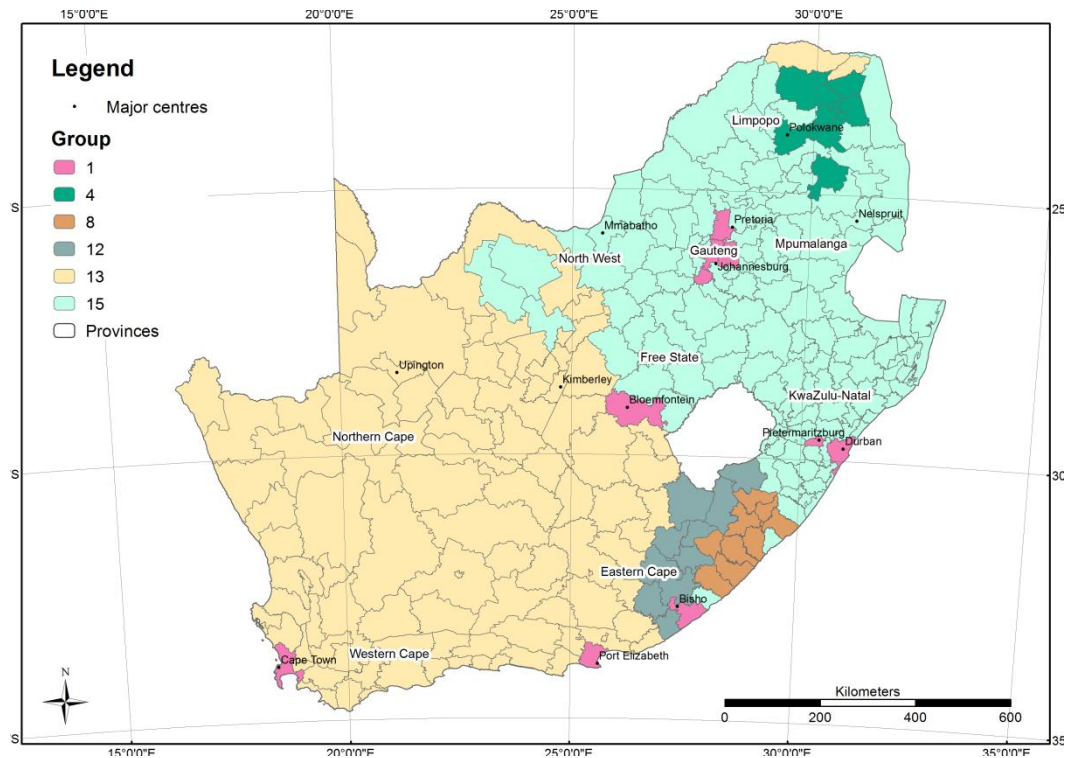 15°0'0"E
20°0'0"E
25°0'0"E
30°0'0"E
Legend
Major centres
Group
1
4
8
12
13
15
Provinces
Limpopo
Polokwane
S
25
Mmabatho
Pretoria
Nelspruit
North West
Gauteng
Mpumalanga
Johannesburg
Free State
Upington
Kimberley
KwaZulu-Natal
Bloemfontein
Pietermaritzburg
Durban
Northern Cape
S
30
Eastern Cape
Bisho
Western Cape
Port Elizabeth
Cape Town
N
Kilometers
0 200 400 600
S
35
15°0'0"E
20°0'0"E
25°0'0"E
30°0'0"E
35°0'0"E